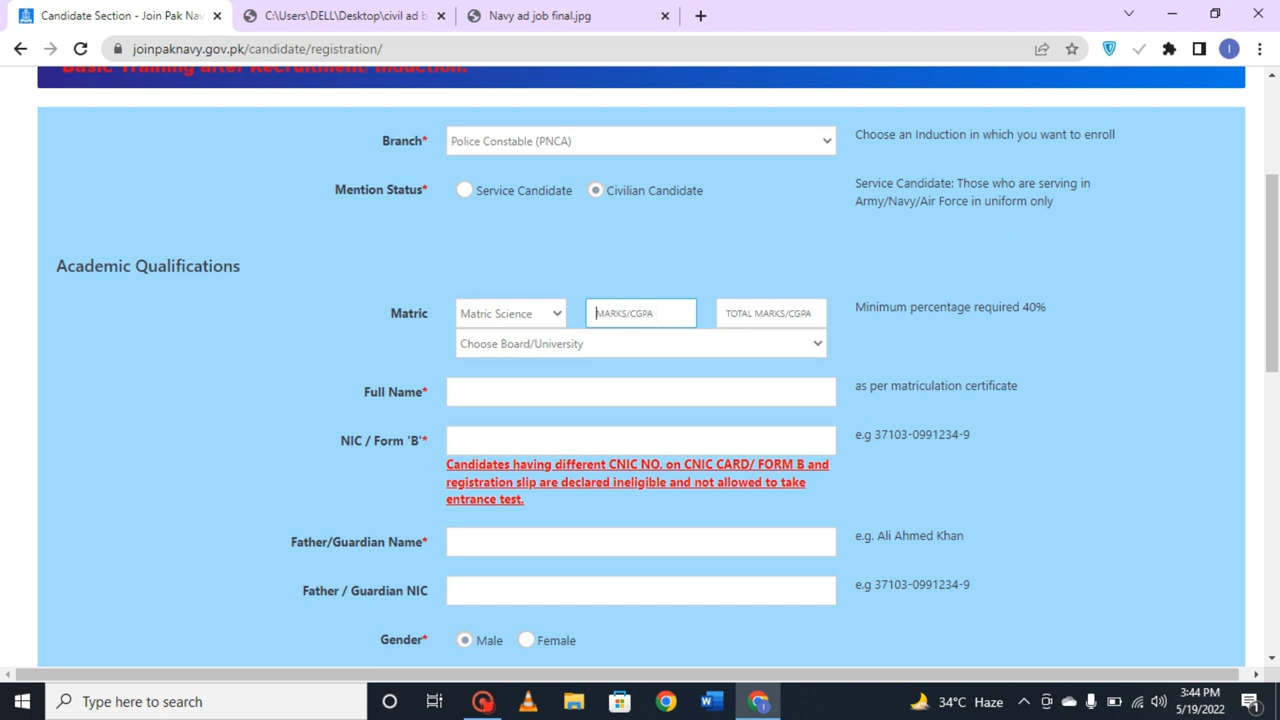 Candidate Section - Join Pak Nav
C:\Users\DELL\Desktop\civil ad b
Navy ad job final.jpg
joinpaknavy.gov.pk/candidate/registration/
I
Basic Training after Recruitment/ Induction.
Branch*
Police Constable (PNCA)
Choose an Induction in which you want to enroll
Mention Status*
Service Candidate
Civilian Candidate
Service Candidate: Those who are serving in
Army/Navy/Air Force in uniform only
Academic Qualifications
Matric
Matric Science
MARKS/CGPA
TOTAL MARKS/CGPA
Minimum percentage required 40%
Choose Board/University
Full Name*
as per matriculation certificate
NIC / Form 'B'*
e.g 37103-0991234-9
Candidates having different CNIC NO. on CNIC CARD/ FORM B and
registration slip are declared ineligible and not allowed to take
entrance test.
Father/Guardian Name*
e.g. Ali Ahmed Khan
Father / Guardian NIC
e.g 37103-0991234-9
Gender*
Male
Female
Type here to search
34°C Haze
3:44 PM
5/19/2022
1